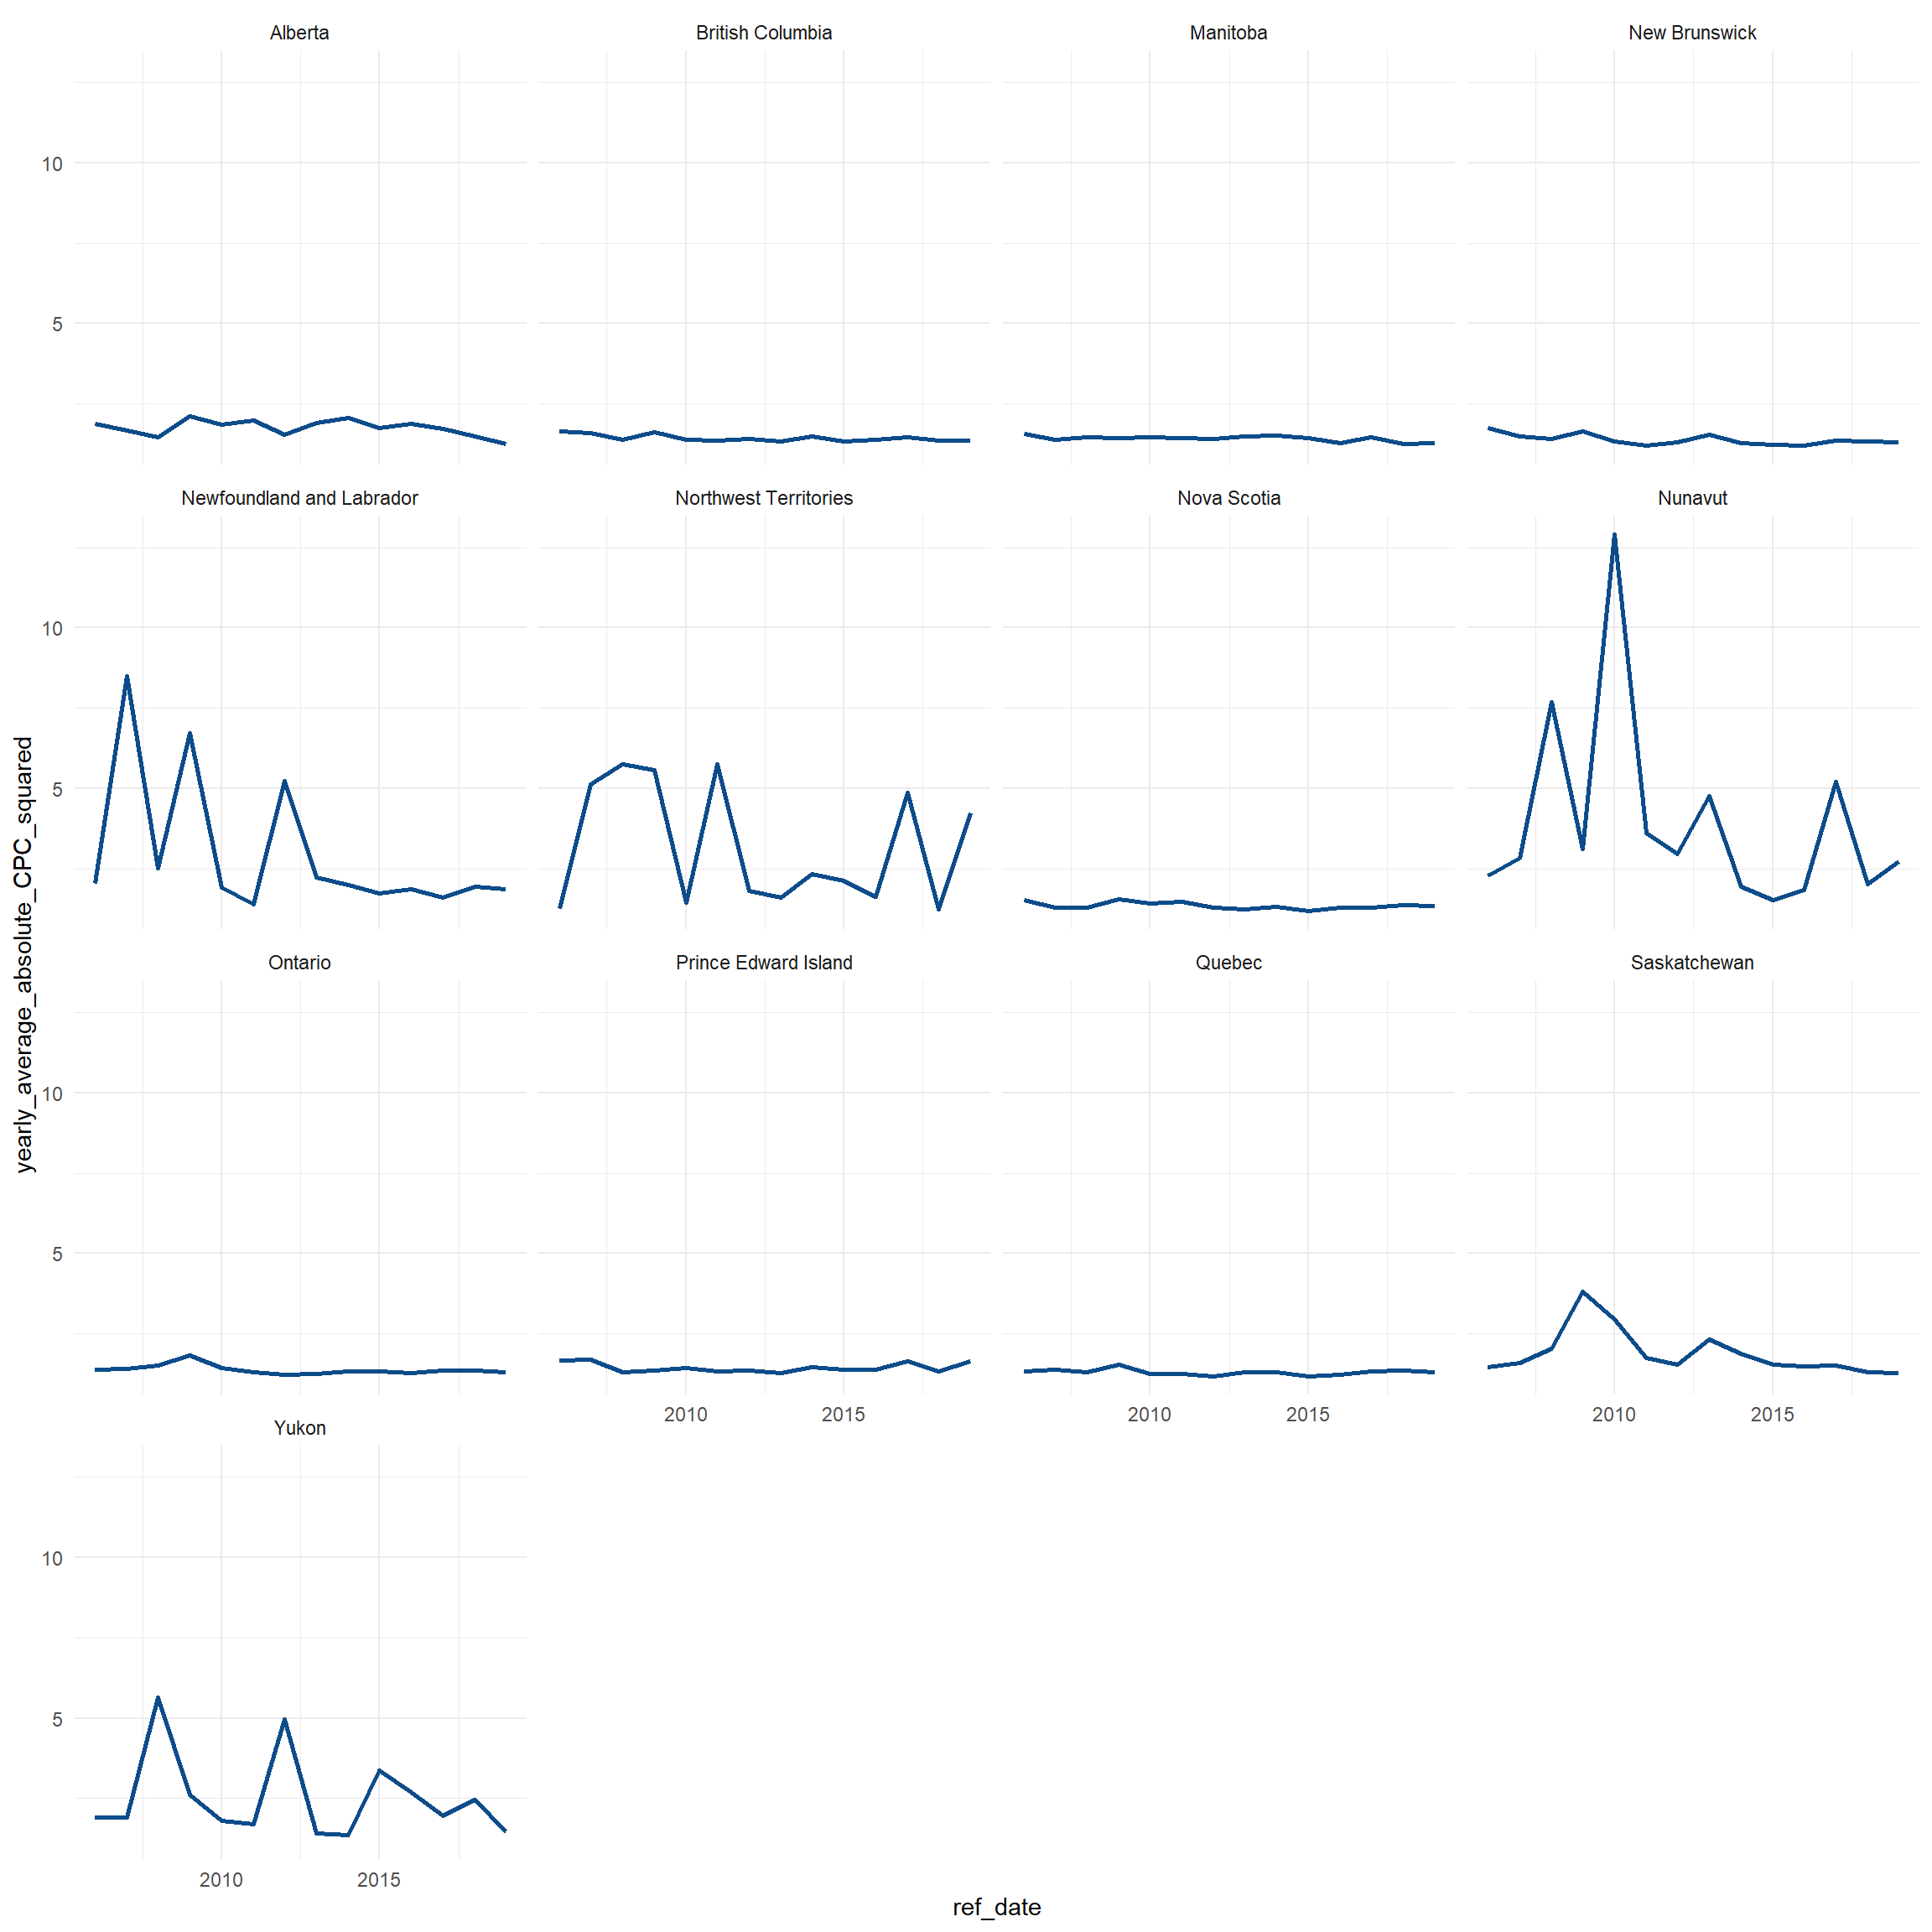 Alberta
British Columbia
Manitoba
New Brunswick
10
5
Newfoundland and Labrador
Northwest Territories
Nova Scotia
Nunavut
10
5
yearly_average_absolute_CPC_squared
Ontario
Prince Edward Island
Quebec
Saskatchewan
10
5
2010 2015
2010 2015
2010 2015
Yukon
10
5
2010 2015
ref_date